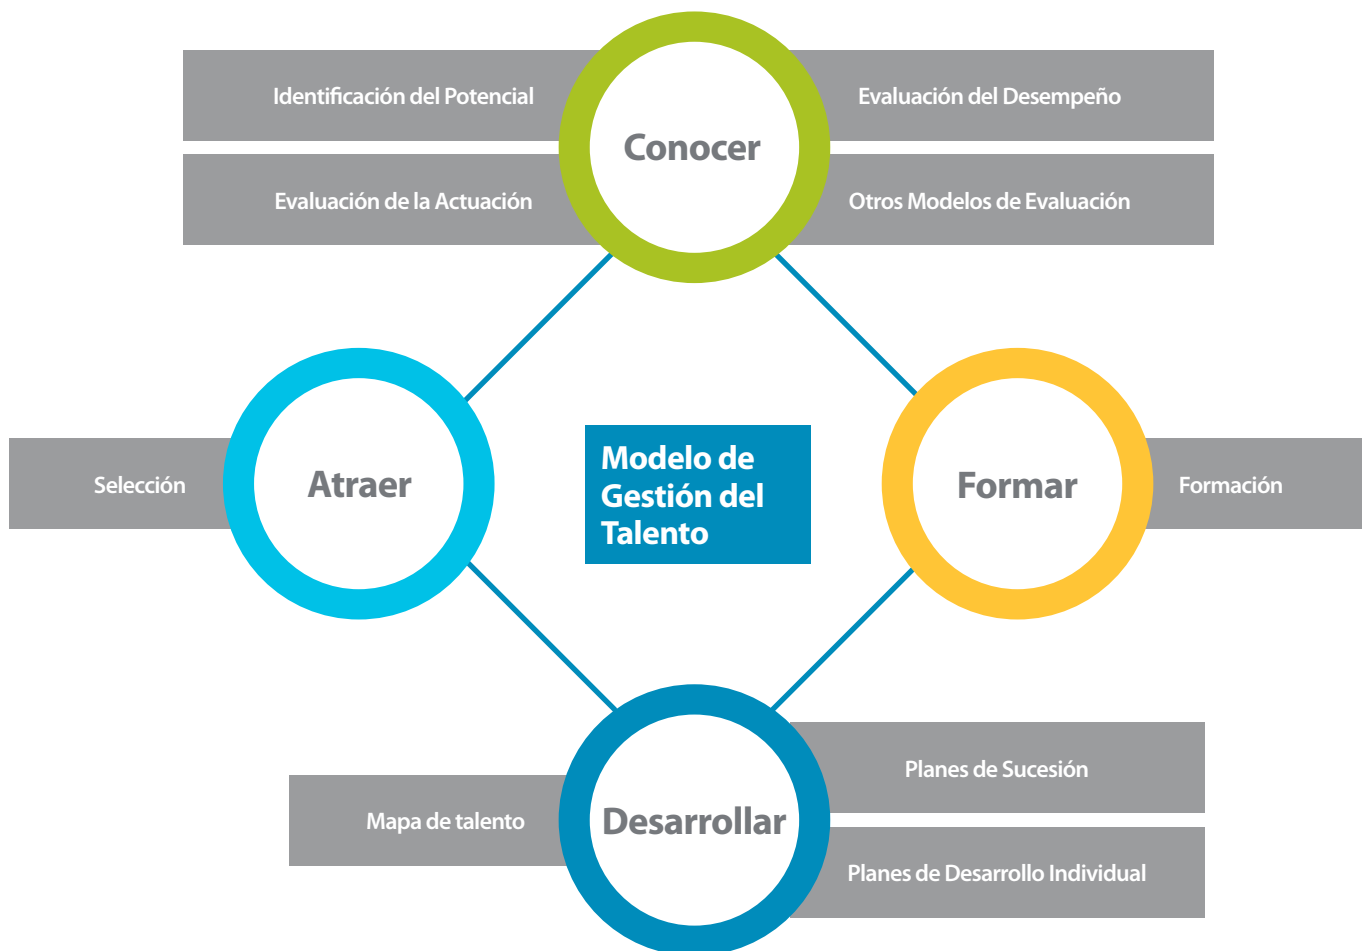 Identificación del Potencial
Evaluación del Desempeño
Conocer
Evaluación de la Actuación
Otros Modelos de Evaluación
Selección
Atraer
Modelo de
Gestión del
Talento
Formar
Formación
Planes de Sucesión
Mapa de talento
Desarrollar
Planes de Desarrollo Individual